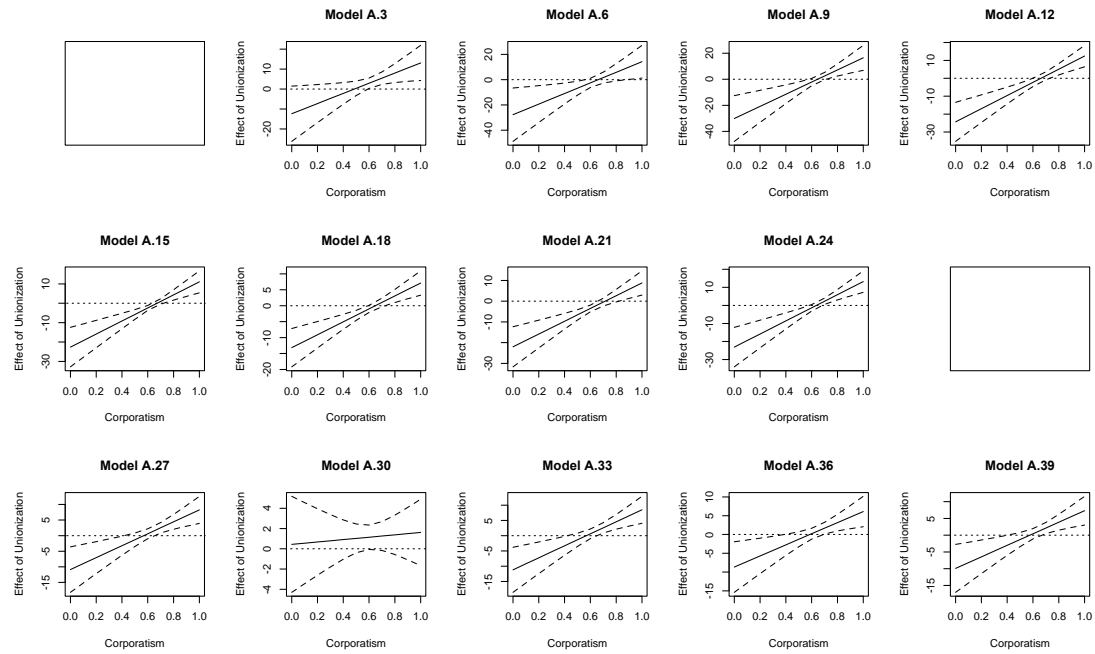 Model A.3
Effect of Unionization
-20 0 10
0.0 0.2 0.4 0.6 0.8 1.0
Corporatism
Model A.6
Effect of Unionization
-40 -20 0 20
0.0 0.2 0.4 0.6 0.8 1.0
Corporatism
Model A.9
Effect of Unionization
-40 -20 0 20
0.0 0.2 0.4 0.6 0.8 1.0
Corporatism
Model A.12
Effect of Unionization
-30 -10 10
0.0 0.2 0.4 0.6 0.8 1.0
Corporatism
Model A.15
Effect of Unionization
-30 -10 10
0.0 0.2 0.4 0.6 0.8 1.0
Corporatism
Model A.18
Effect of Unionization
-20 -10 -5 0 5
0.0 0.2 0.4 0.6 0.8 1.0
Corporatism
Model A.21
Effect of Unionization
-30 -10 0 10
0.0 0.2 0.4 0.6 0.8 1.0
Corporatism
Model A.24
Effect of Unionization
-30 -10 10
0.0 0.2 0.4 0.6 0.8 1.0
Corporatism
Model A.27
Effect of Unionization
-15 -5 5
0.0 0.2 0.4 0.6 0.8 1.0
Corporatism
Model A.30
Effect of Unionization
-4 -2 0 2 4
0.0 0.2 0.4 0.6 0.8 1.0
Corporatism
Model A.33
Effect of Unionization
-15 -5 0 5
0.0 0.2 0.4 0.6 0.8 1.0
Corporatism
Model A.36
Effect of Unionization
-15 -5 0 5 10
0.0 0.2 0.4 0.6 0.8 1.0
Corporatism
Model A.39
Effect of Unionization
-15 -5 0 5
0.0 0.2 0.4 0.6 0.8 1.0
Corporatism